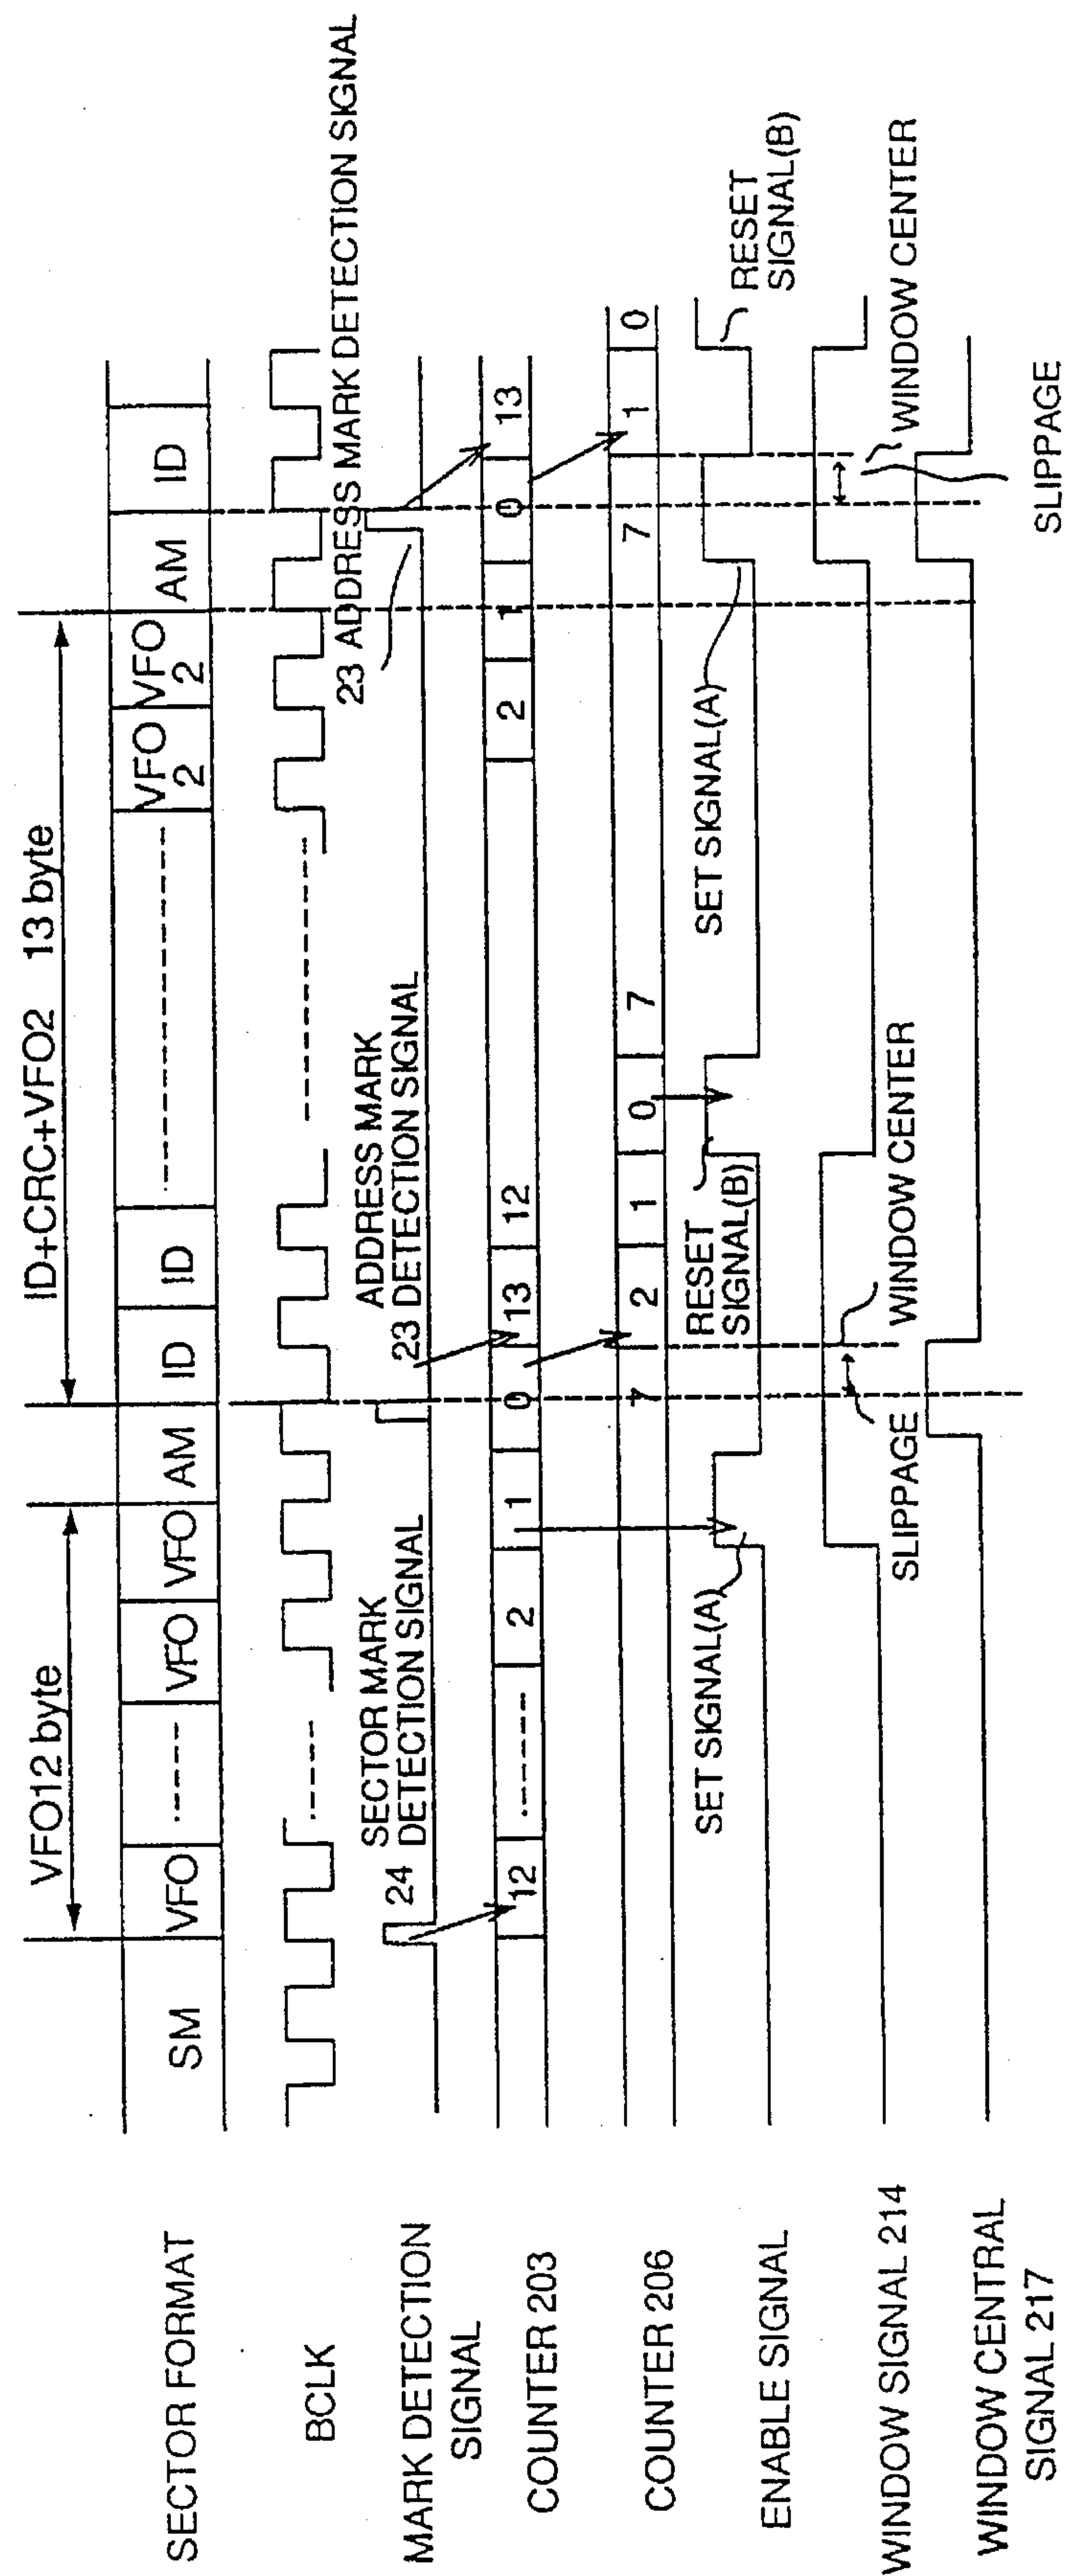 VFO12 byte
ID+CRC+VFO2 13 byte
SECTOR FORMAT
SM
VFO
VFO
VFO
AM
ID
ID
VFO
2
VFO
2
AM
ID
BCLK
MARK DETECTION
SIGNAL
24
SECTOR MARK
DETECTION SIGNAL
ADDRESS MARK
23 DETECTION SIGNAL
23 ADDRESS MARK DETECTION SIGNAL
COUNTER 203
12
2
1
0
13
12
2
1
0
13
COUNTER 206
7
2
1
0
7
7
1
0
ENABLE SIGNAL
SET SIGNAL(A)
RESET
SIGNAL(B)
SET SIGNAL(A)
RESET
SIGNAL(B)
WINDOW SIGNAL 214
SLIPPAGE
WINDOW CENTER
WINDOW CENTER
WINDOW CENTRAL
SIGNAL 217
SLIPPAGE